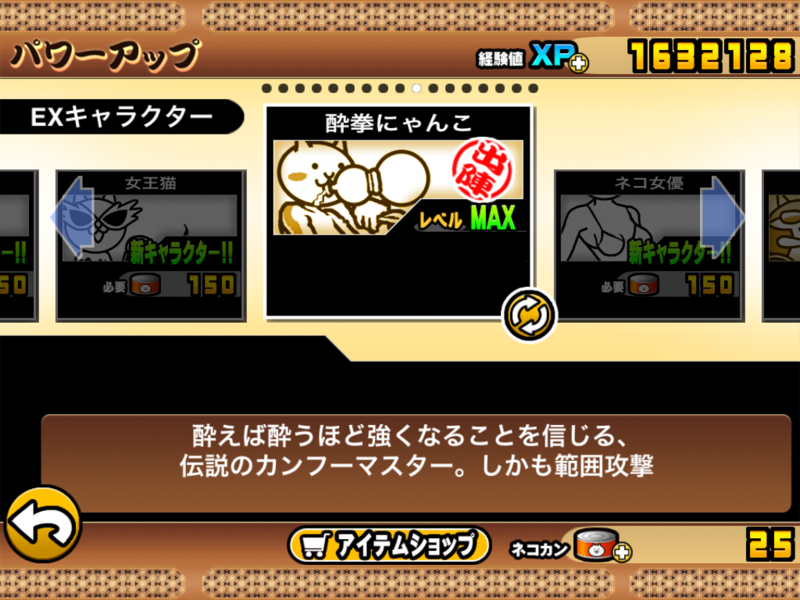 パワーアップ
経験値 XP 1632128
EXキャラクター
酔拳にゃんこ
出陣
レベル MAX
女王猫
新キャラクター!!
必要 150
ネコ女優
新キャラクター!!
必要 150
ー!!
50
酔えば酔うほど強くなることを信じる、
伝説のカンフーマスター。しかも範囲攻撃
アイテムショップ
ネコカン 25